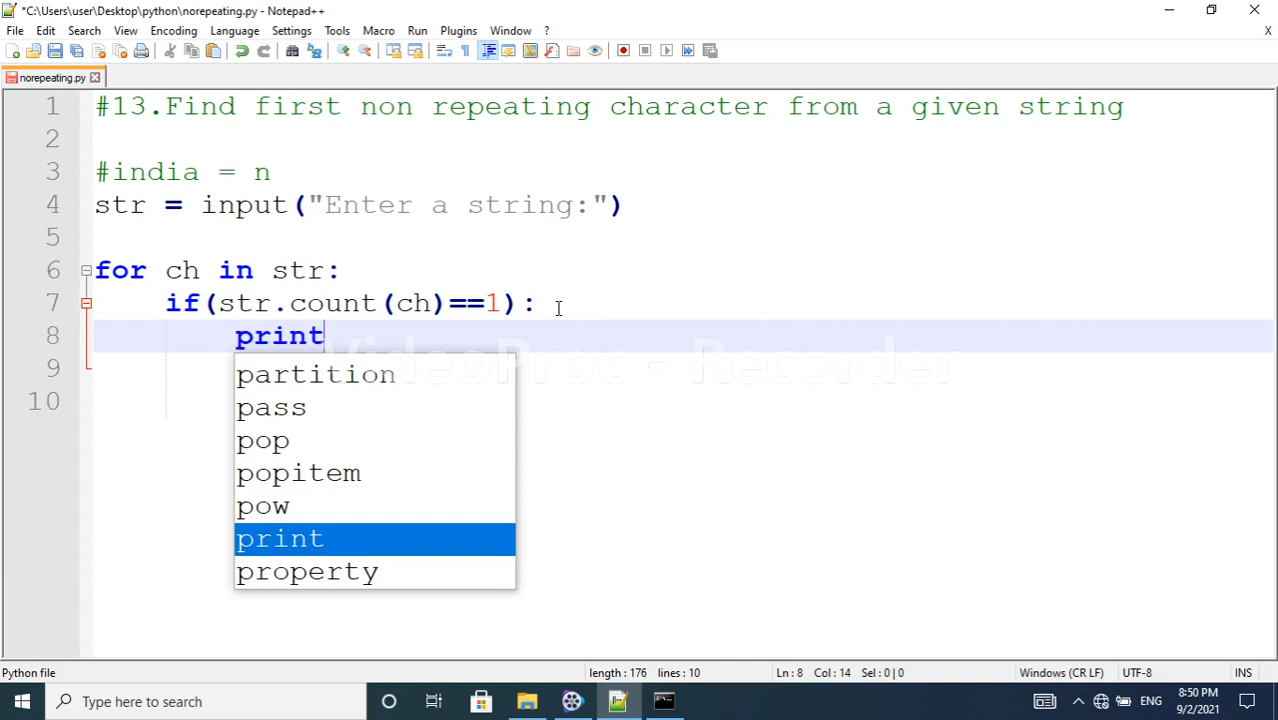 *C:\Users\user\Desktop\python\norepeating.py - Notepad++
File Edit Search View Encoding Language Settings Tools Macro Run Plugins Window ? X
norepeating.py
1 #13.Find first non repeating character from a given string
2
3 #india = n
4 str = input("Enter a string:")
5
6 for ch in str:
7 if(str.count(ch)==1):
8 print
9
10
VideoProc - Recorder
partition
pass
pop
popitem
pow
print
property
Python file length : 176 lines : 10 Ln : 8 Col : 14 Sel : 0 | 0 Windows (CR LF) UTF-8 INS
Type here to search ENG 8:50 PM
9/2/2021